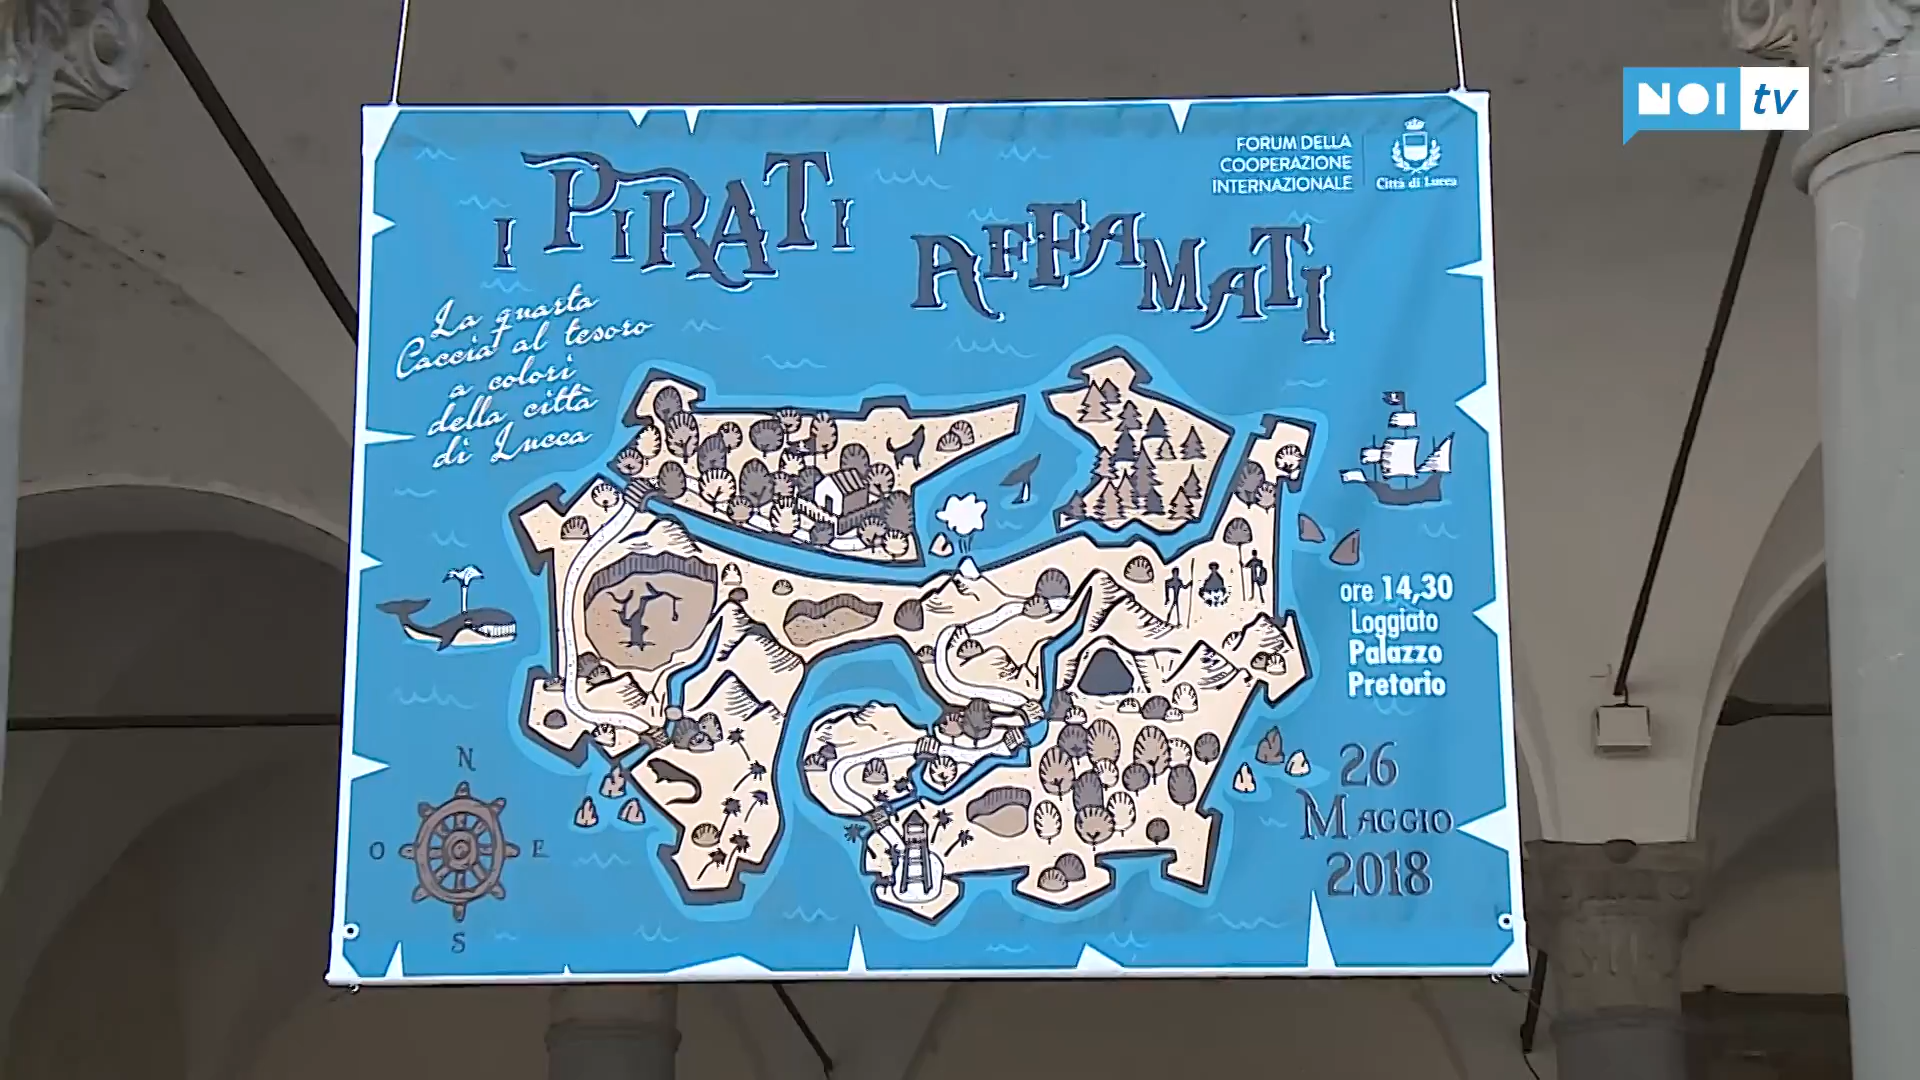 NOI tv
FORUM DELLA
COOPERAZIONE
INTERNAZIONALE
Città di Lucca
I PIRATI
AFFAMATI
La quarta
Caccia al tesoro
a colori
della città
di Lucca
ore 14,30
Loggiato
Palazzo
Pretorio
26
MAGGIO
2018
N
O
E
S